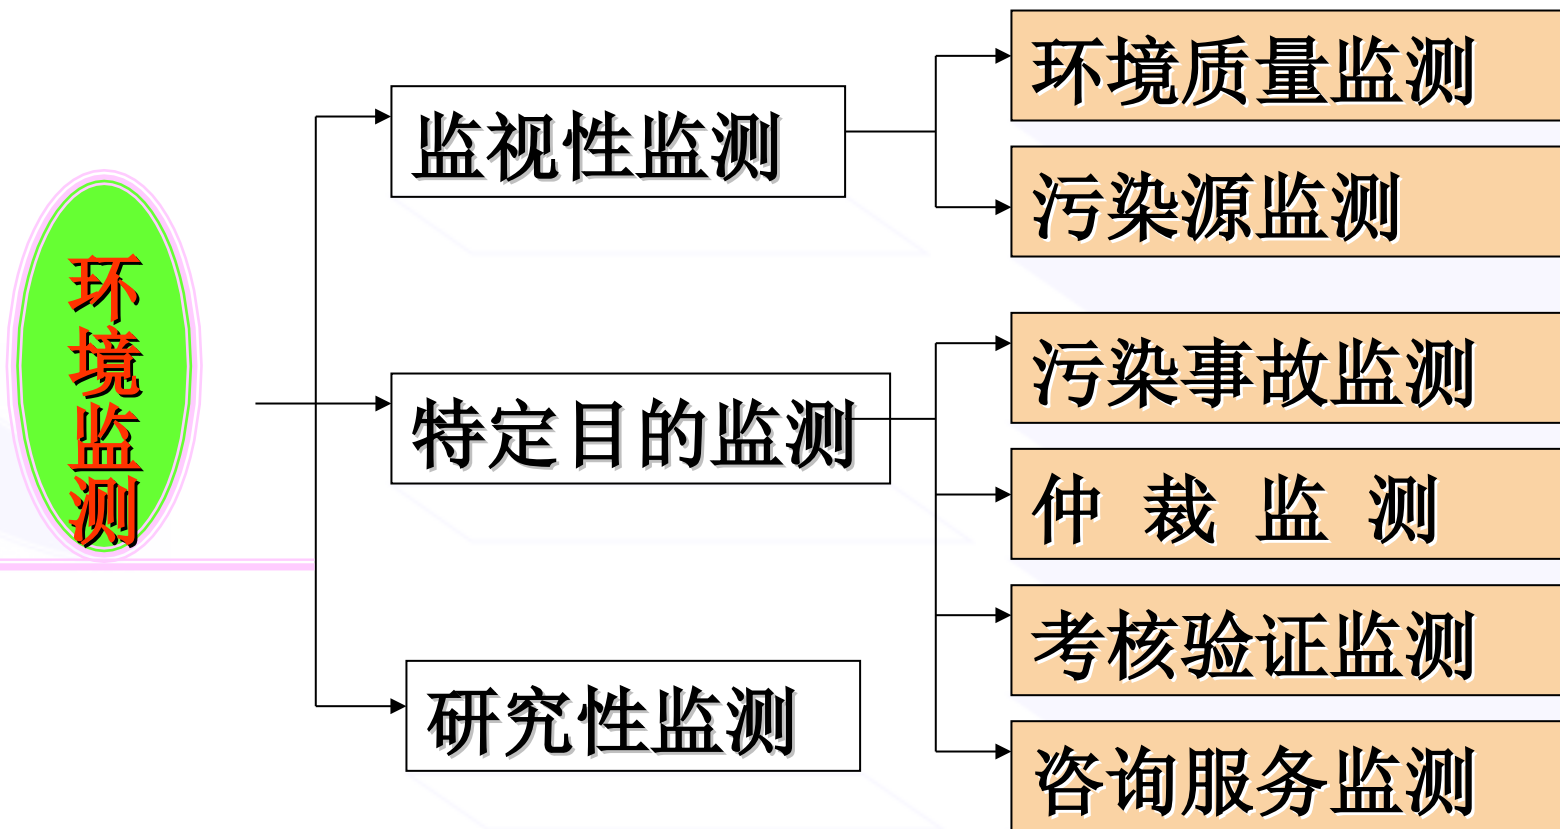 环境监测
监视性监测
环境质量监测
污染源监测
特定目的监测
污染事故监测
仲 裁 监 测
考核验证监测
咨询服务监测
研究性监测